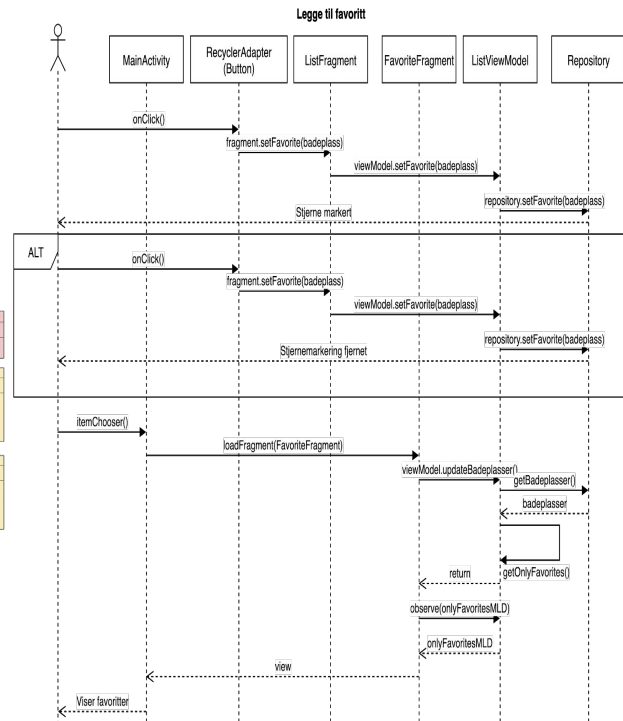 Legge til favoritt
MainActivity
RecyclerAdapter
(Button)
ListFragment
FavoriteFragment
ListViewModel
Repository
onClick()
fragment.setFavorite(badeplass)
viewModel.setFavorite(badeplass)
repository.setFavorite(badeplass)
Stjerne markert
ALT
onClick()
fragment.setFavorite(badeplass)
viewModel.setFavorite(badeplass)
repository.setFavorite(badeplass)
Stjernemarkering fjernet
itemChooser()
loadFragment(FavoriteFragment)
viewModel.updateBadeplasser()
getBadeplasser()
badeplasser
getOnlyFavorites()
return
observe(onlyFavoritesMLD)
onlyFavoritesMLD
view
Viser favoritter